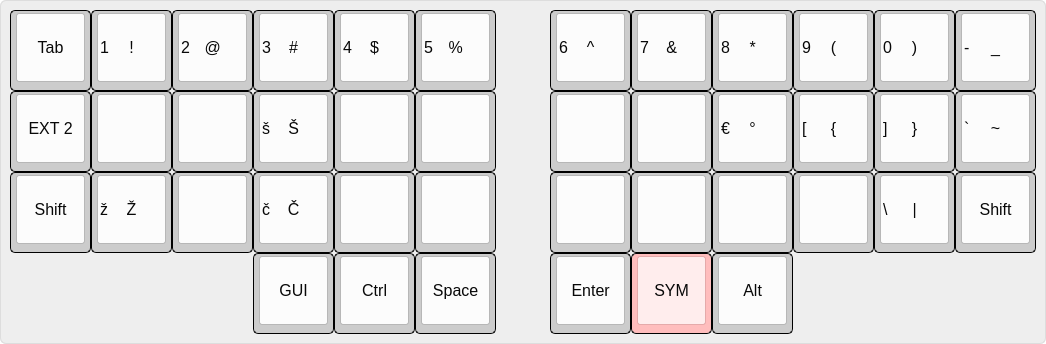 Tab 1 ! 2 @ 3 # 4 $ 5 % 6 ^ 7 & 8 * 9 ( 0 ) - _
EXT 2 š Š € ° [ { ] } ` ~
Shift ž Ž č Č \ | Shift
GUI Ctrl Space Enter SYM Alt